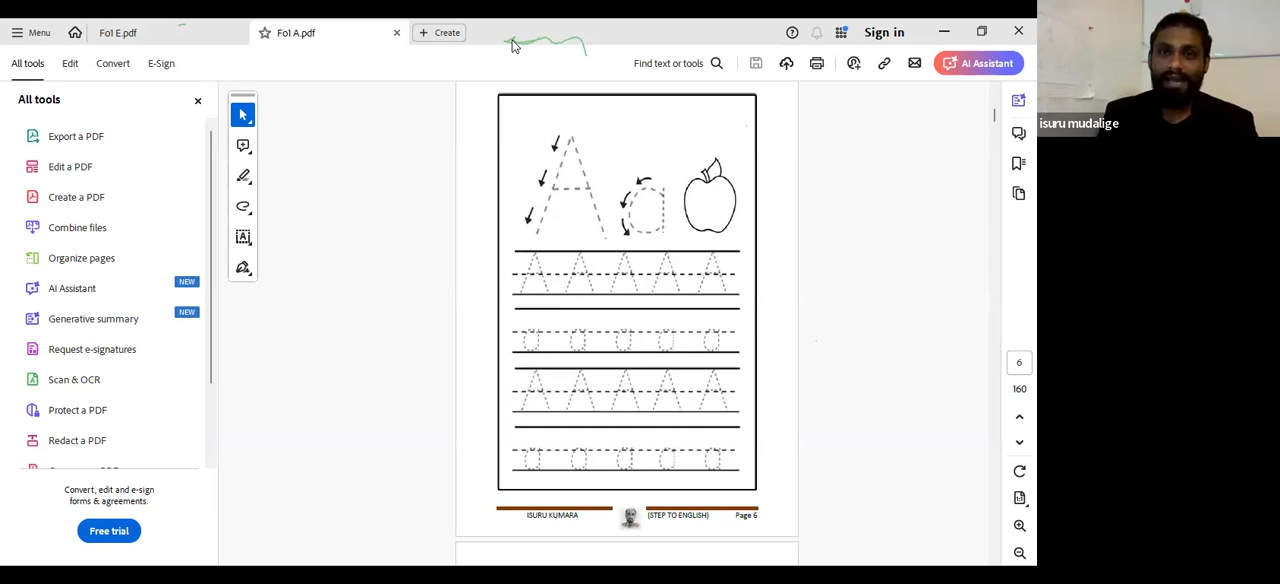 Menu
Fo1 E.pdf
Fo1 A.pdf
Create
Sign in
All tools
Edit
Convert
E-Sign
Find text or tools
AI Assistant
All tools
Export a PDF
Edit a PDF
Create a PDF
Combine files
Organize pages
AI Assistant
NEW
Generative summary
NEW
Request e-signatures
Scan & OCR
Protect a PDF
Redact a PDF
Convert, edit and e-sign
forms & agreements.
Free trial
A a
A A A A A
a a a a a
A A A A A
a a a a a
ISURU KUMARA
(STEP TO ENGLISH)
Page 6
6
160
isuru mudalige